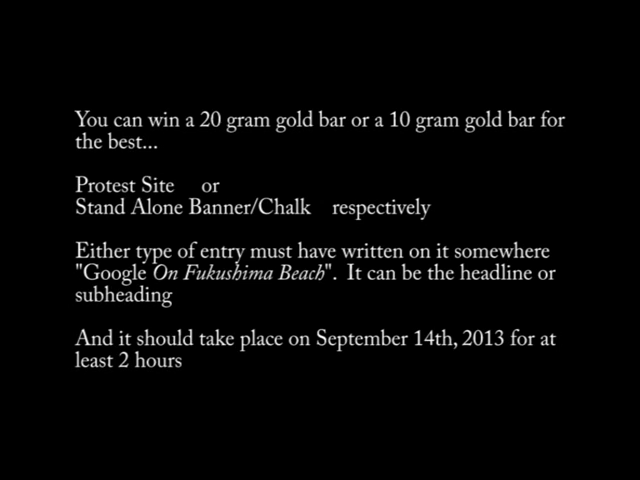 You can win a 20 gram gold bar or a 10 gram gold bar for
the best...
Protest Site or
Stand Alone Banner/Chalk respectively
Either type of entry must have written on it somewhere
"Google On Fukushima Beach". It can be the headline or
subheading
And it should take place on September 14th, 2013 for at
least 2 hours